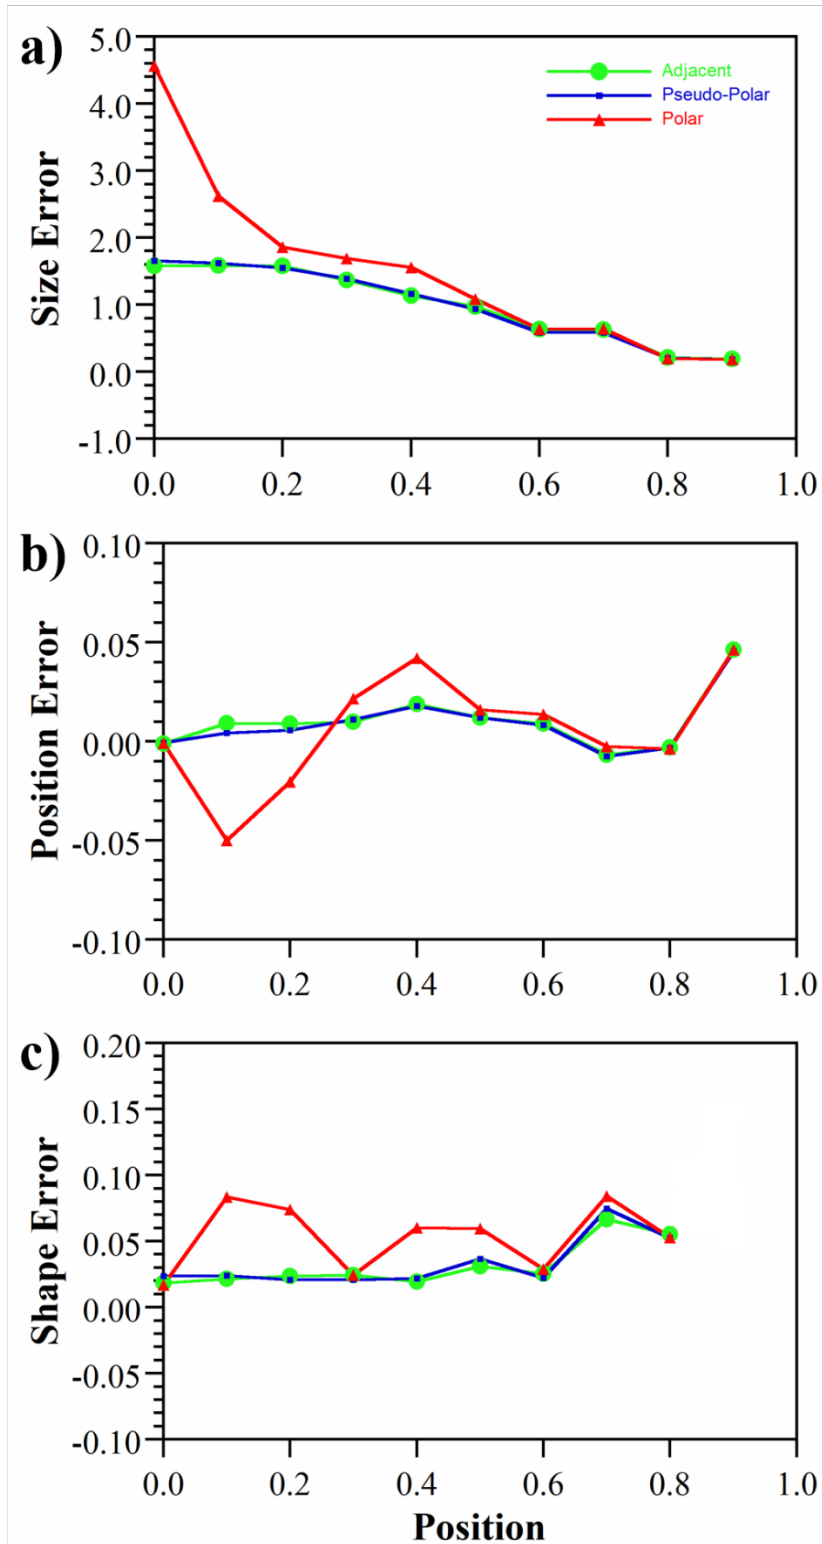 a)
Size Error
5.0
4.0
3.0
2.0
1.0
0.0
-1.0
Adjacent
Pseudo-Polar
Polar
0.0 0.2 0.4 0.6 0.8 1.0
b)
Position Error
0.10
0.05
0.00
-0.05
-0.10
0.0 0.2 0.4 0.6 0.8 1.0
c)
Shape Error
0.20
0.15
0.10
0.05
0.00
-0.05
-0.10
0.0 0.2 0.4 0.6 0.8 1.0
Position